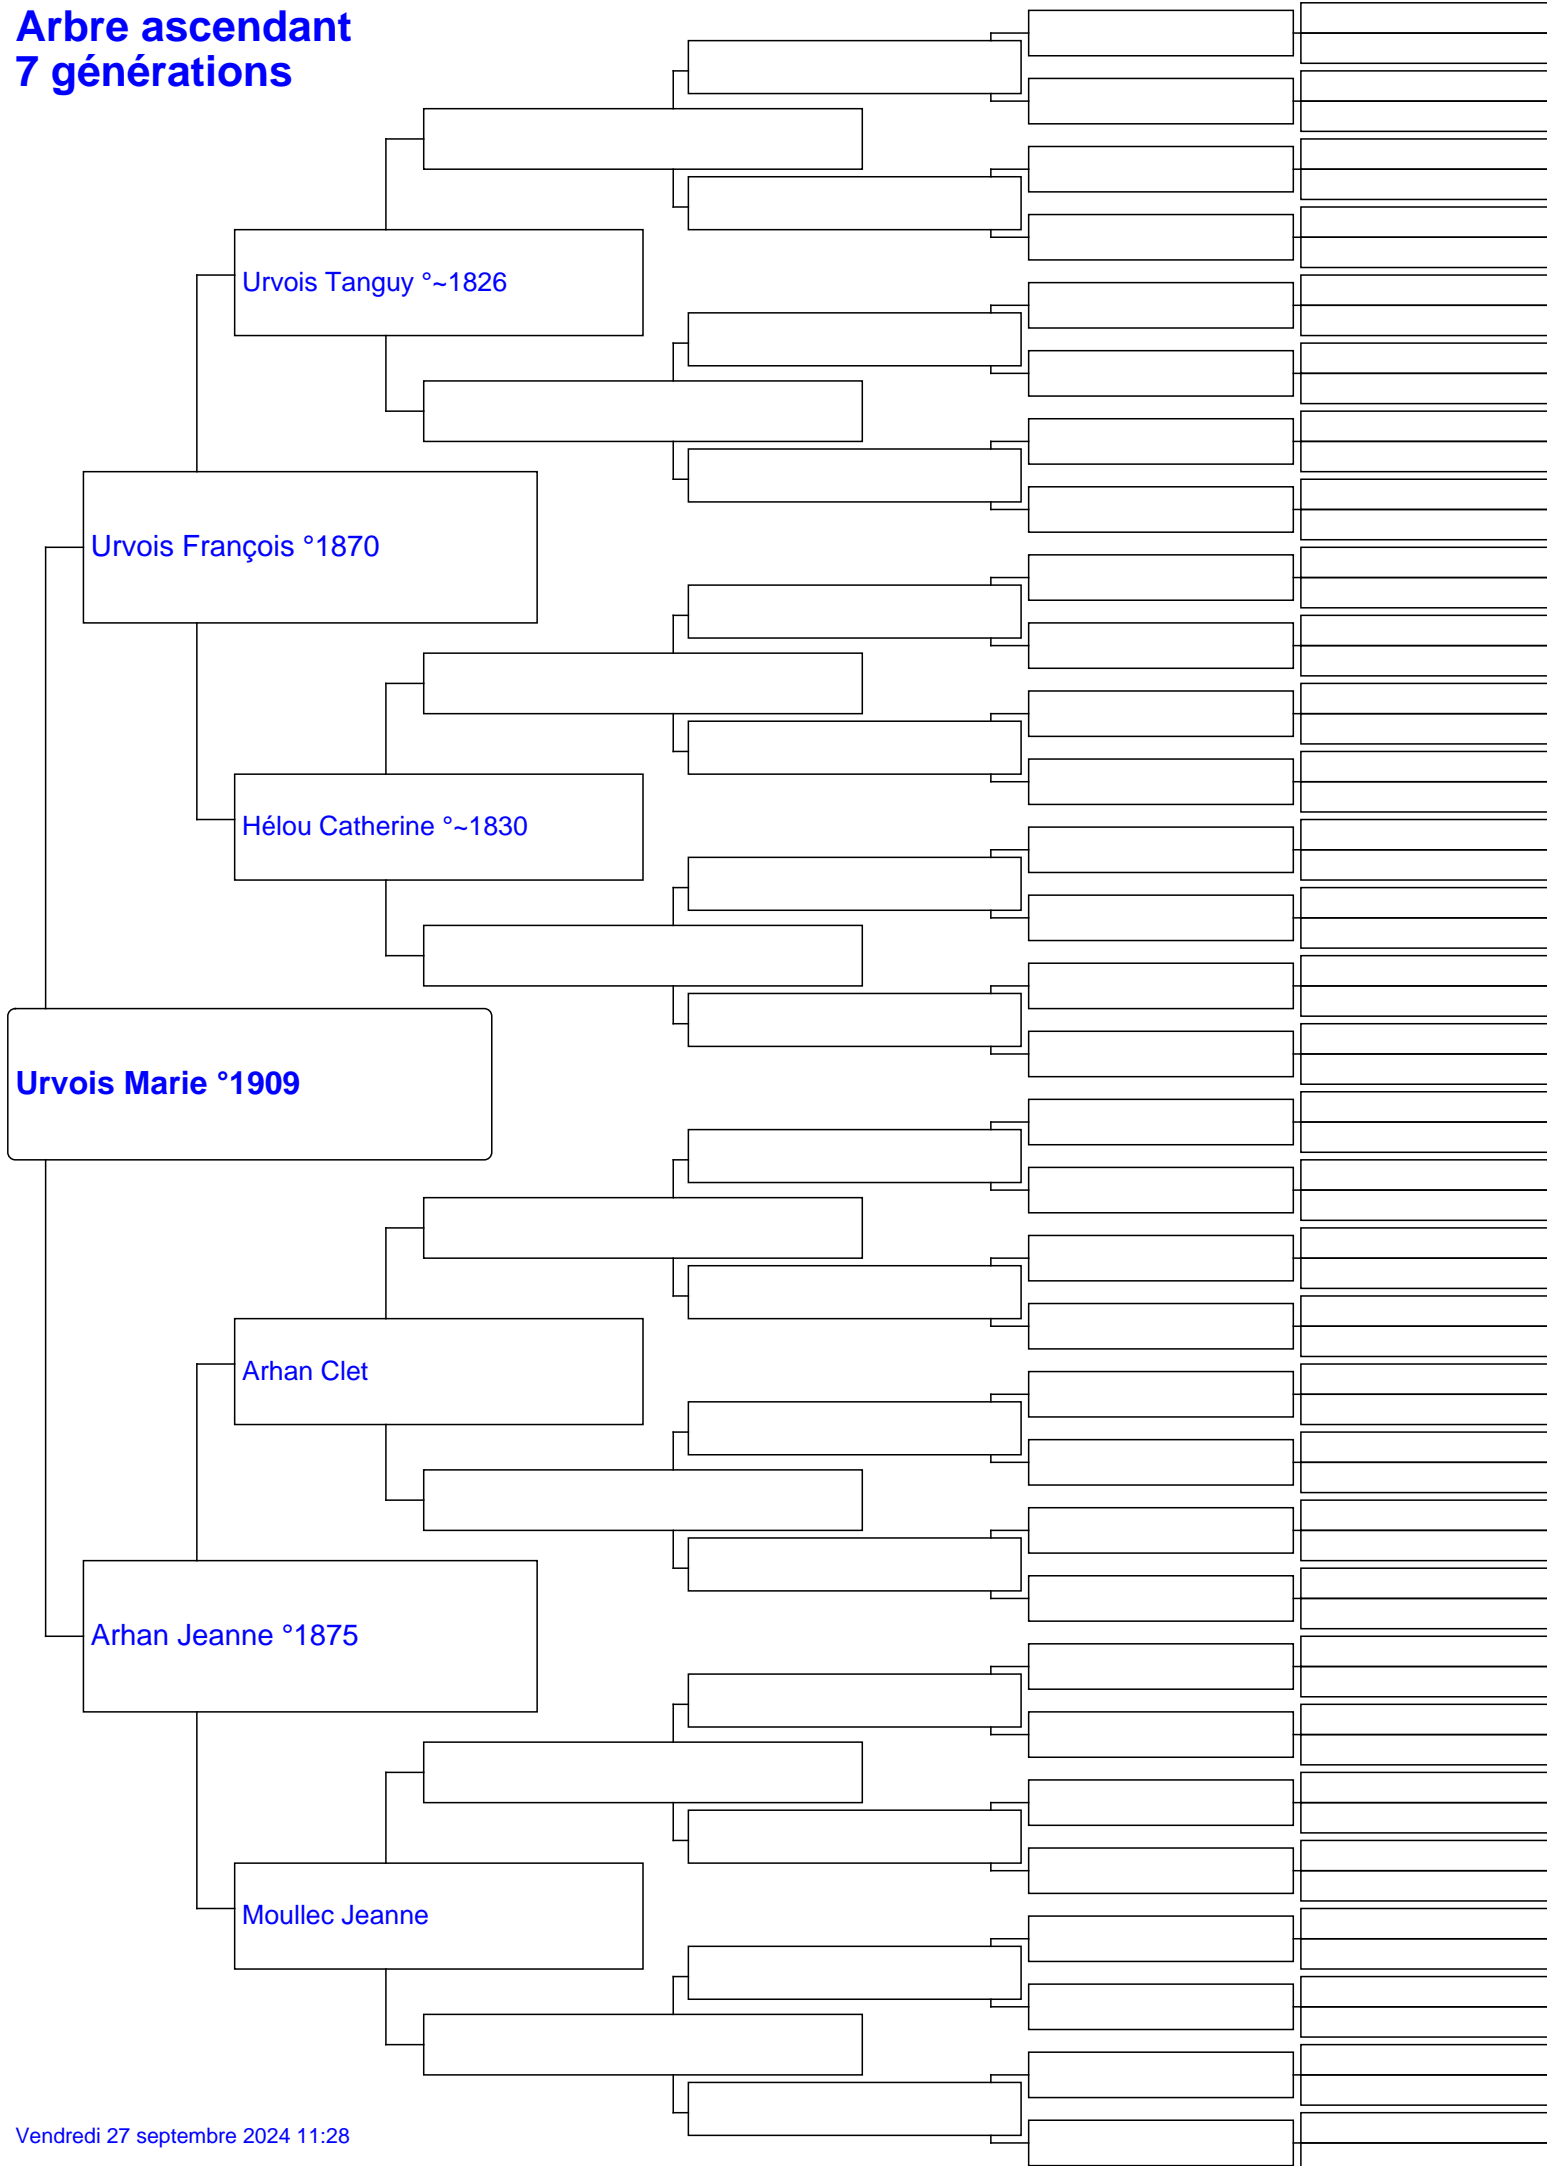 Arbre ascendant
7 générations
Urvois Tanguy °~1826
Urvois François °1870
Hélou Catherine °~1830
Urvois Marie °1909
Arhan Clet
Arhan Jeanne °1875
Moullec Jeanne
Vendredi 27 septembre 2024 11:28